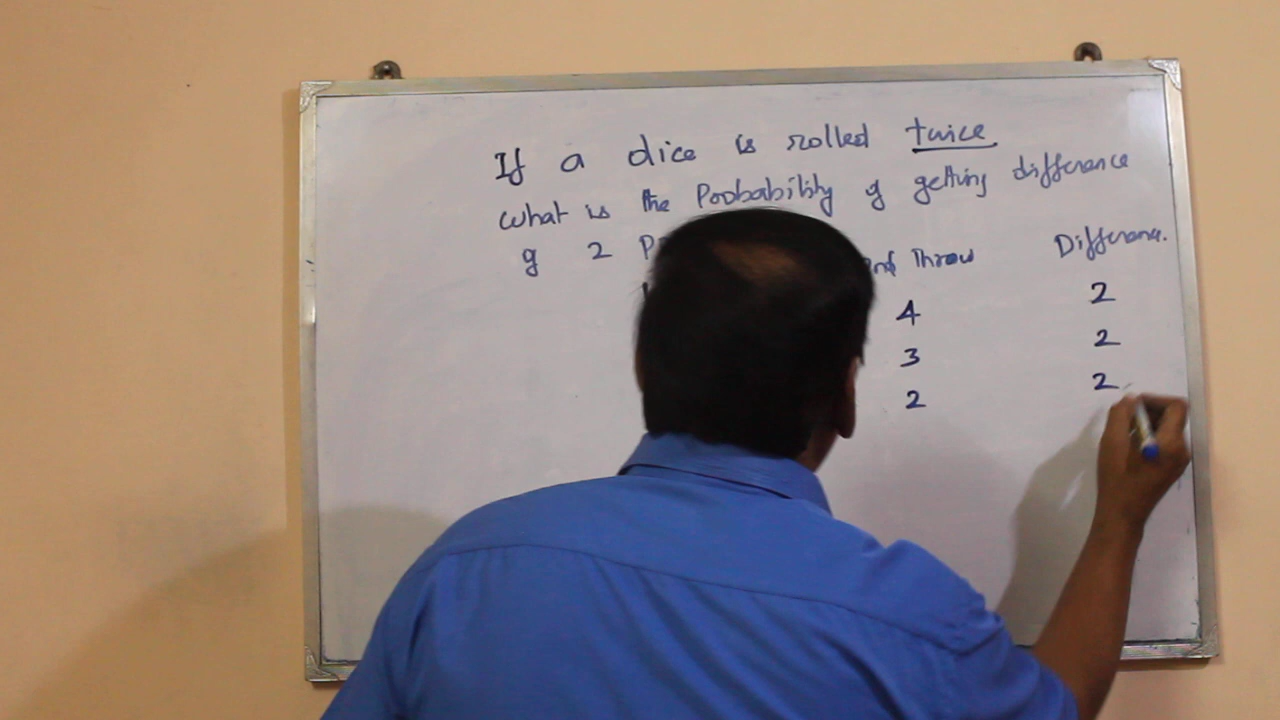 If a dice is rolled twice
what is the Probability of getting difference
of 2
Throw Difference.
4 2
3 2
2 2